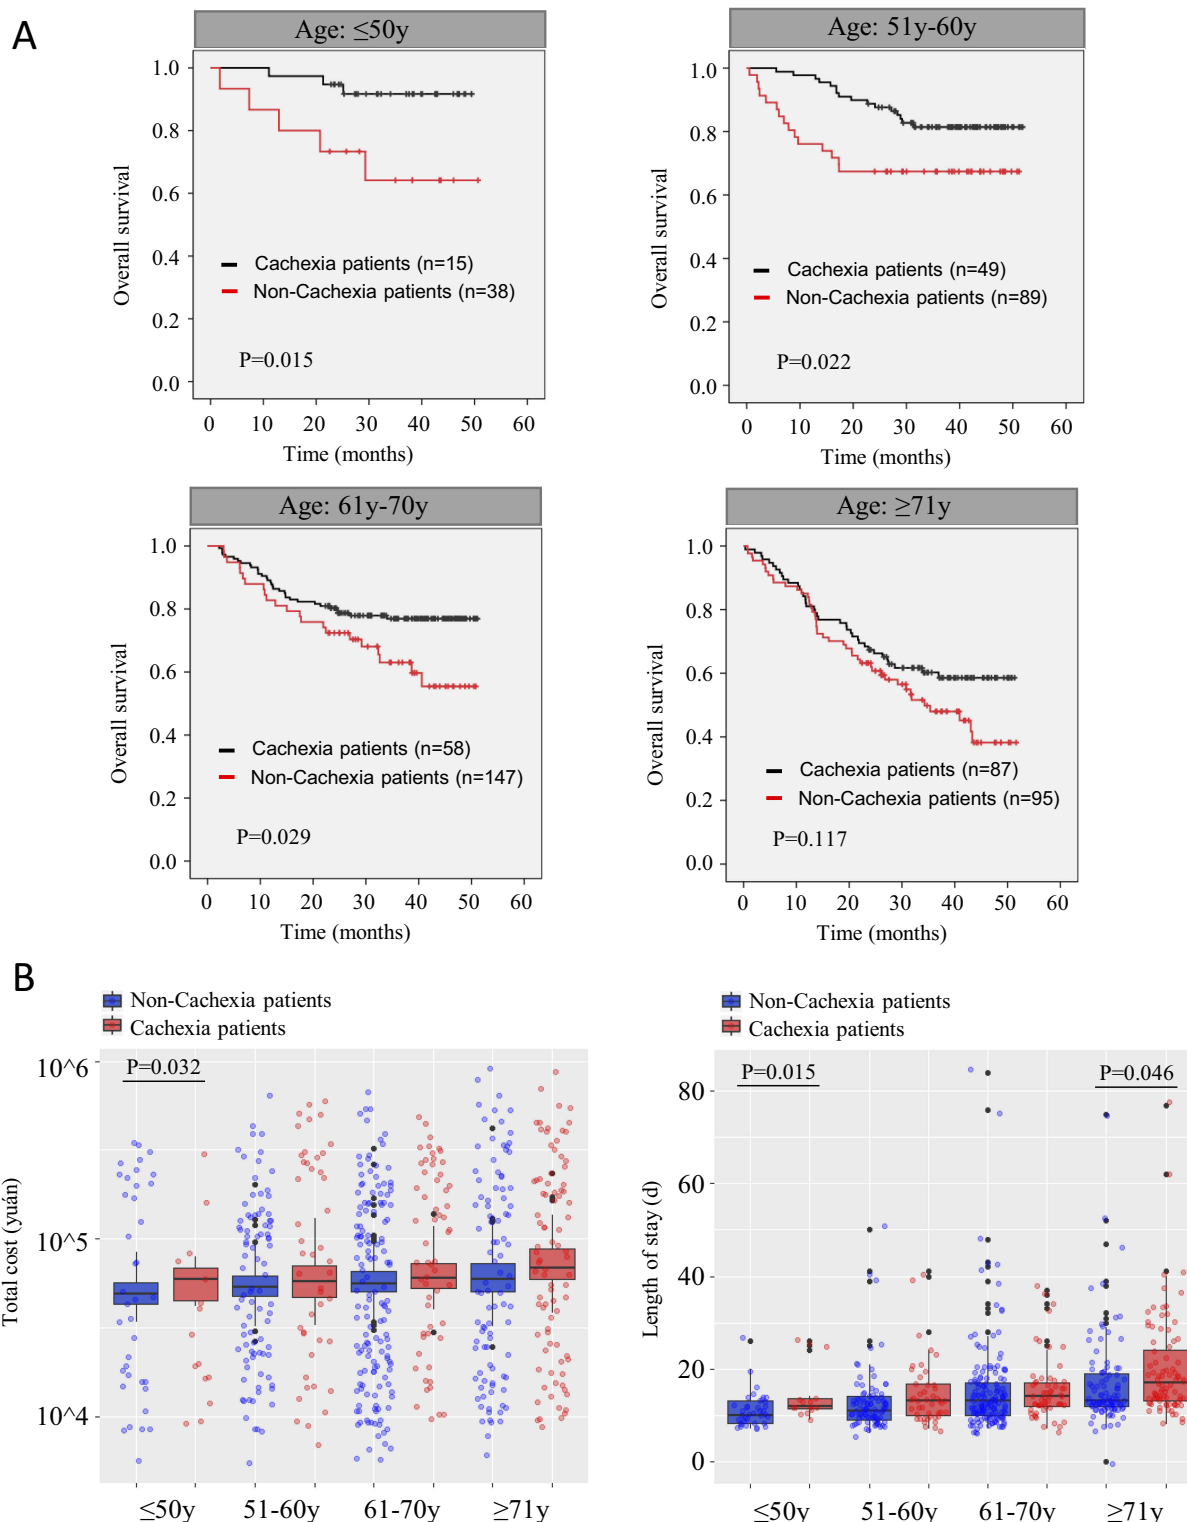 A
Age: ≤50y
1.0
0.8
0.6
0.4
0.2
0.0
Overall survival
Cachexia patients (n=15)
Non-Cachexia patients (n=38)
P=0.015
0 10 20 30 40 50 60
Time (months)
Age: 51y-60y
1.0
0.8
0.6
0.4
0.2
0.0
Overall survival
Cachexia patients (n=49)
Non-Cachexia patients (n=89)
P=0.022
0 10 20 30 40 50 60
Time (months)
Age: 61y-70y
1.0
0.8
0.6
0.4
0.2
0.0
Overall survival
Cachexia patients (n=58)
Non-Cachexia patients (n=147)
P=0.029
0 10 20 30 40 50 60
Time (months)
Age: ≥71y
1.0
0.8
0.6
0.4
0.2
0.0
Overall survival
Cachexia patients (n=87)
Non-Cachexia patients (n=95)
P=0.117
0 10 20 30 40 50 60
Time (months)
B
Non-Cachexia patients
Cachexia patients
P=0.032
10^6
10^5
10^4
Total cost (yuán)
≤50y 51-60y 61-70y ≥71y
Non-Cachexia patients
Cachexia patients
P=0.015
P=0.046
80
60
40
20
0
Length of stay (d)
≤50y 51-60y 61-70y ≥71y